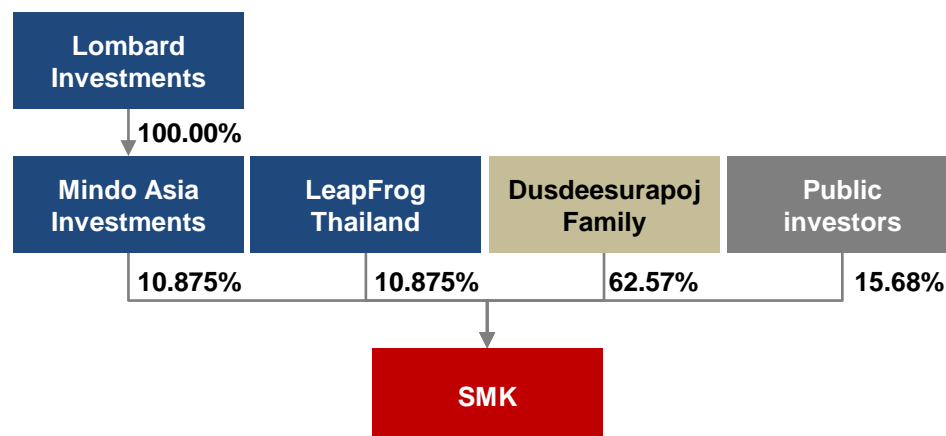 Lombard
Investments
100.00%
Mindo Asia
Investments
LeapFrog
Thailand
Dusdeesurapoj
Family
Public
investors
10.875%
10.875%
62.57%
15.68%
SMK